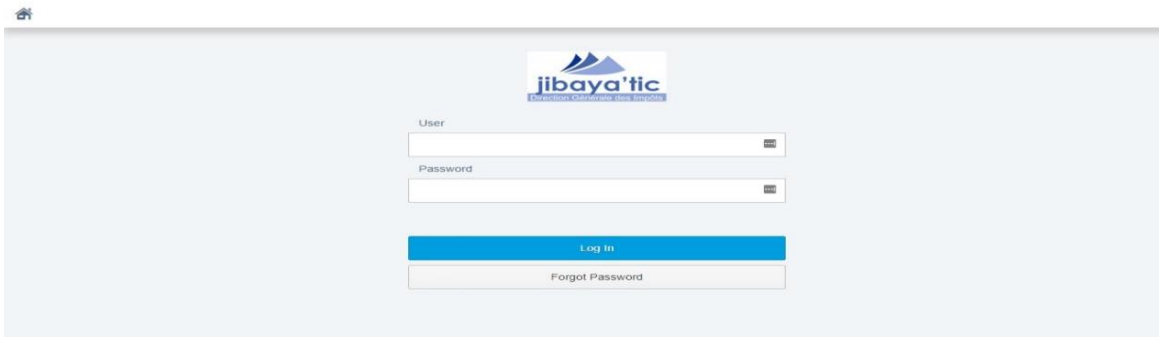 jibaya'tic
Direction Générale des Impôts
User
Password
Log In
Forgot Password